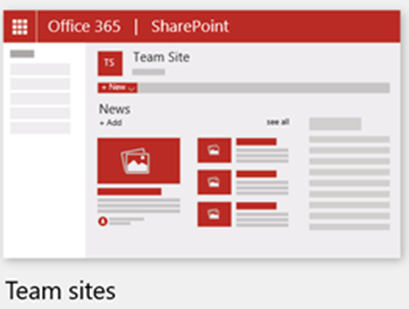 Office 365 | SharePoint
TS
Team Site
+ New
News
+ Add
see all
Team sites